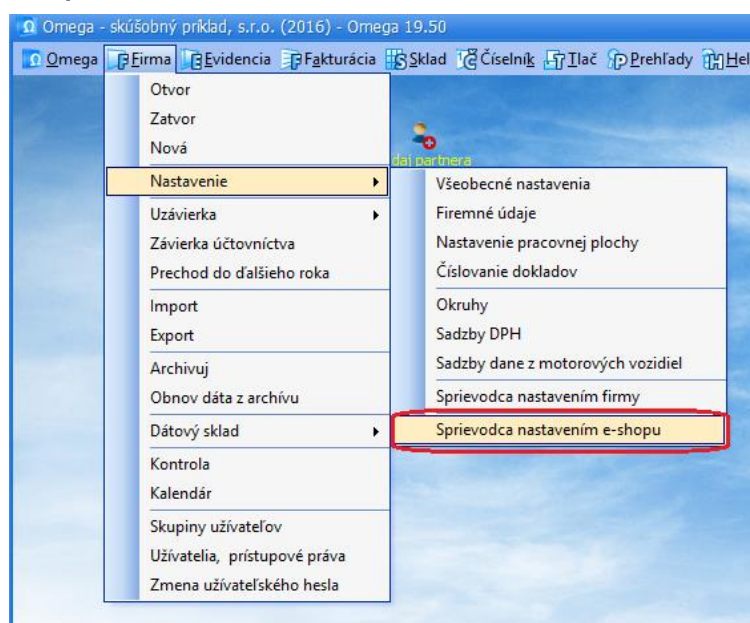 Omega - skúšobný príklad, s.r.o. (2016) - Omega 19.50
Omega Firma Evidencia Fakturácia Sklad Číselník Tlač Prehľady Hel
Otvor
Zatvor
Nová
daj partnera
Nastavenie
Uzávierka
Závierka účtovníctva
Prechod do ďalšieho roka
Import
Export
Archivuj
Obnov dáta z archívu
Dátový sklad
Kontrola
Kalendár
Skupiny užívateľov
Užívatelia, prístupové práva
Zmena užívateľského hesla
Všeobecné nastavenia
Firemné údaje
Nastavenie pracovnej plochy
Číslovanie dokladov
Okruhy
Sadzby DPH
Sadzby dane z motorových vozidiel
Sprievodca nastavením firmy
Sprievodca nastavením e-shopu